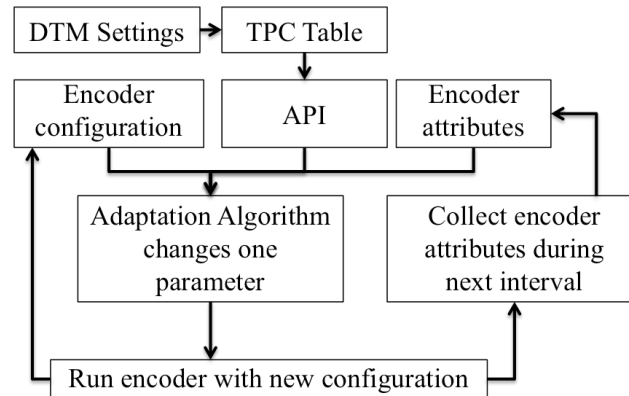 DTM Settings
TPC Table
Encoder
configuration
API
Encoder
attributes
Adaptation Algorithm
changes one
parameter
Collect encoder
attributes during
next interval
Run encoder with new configuration